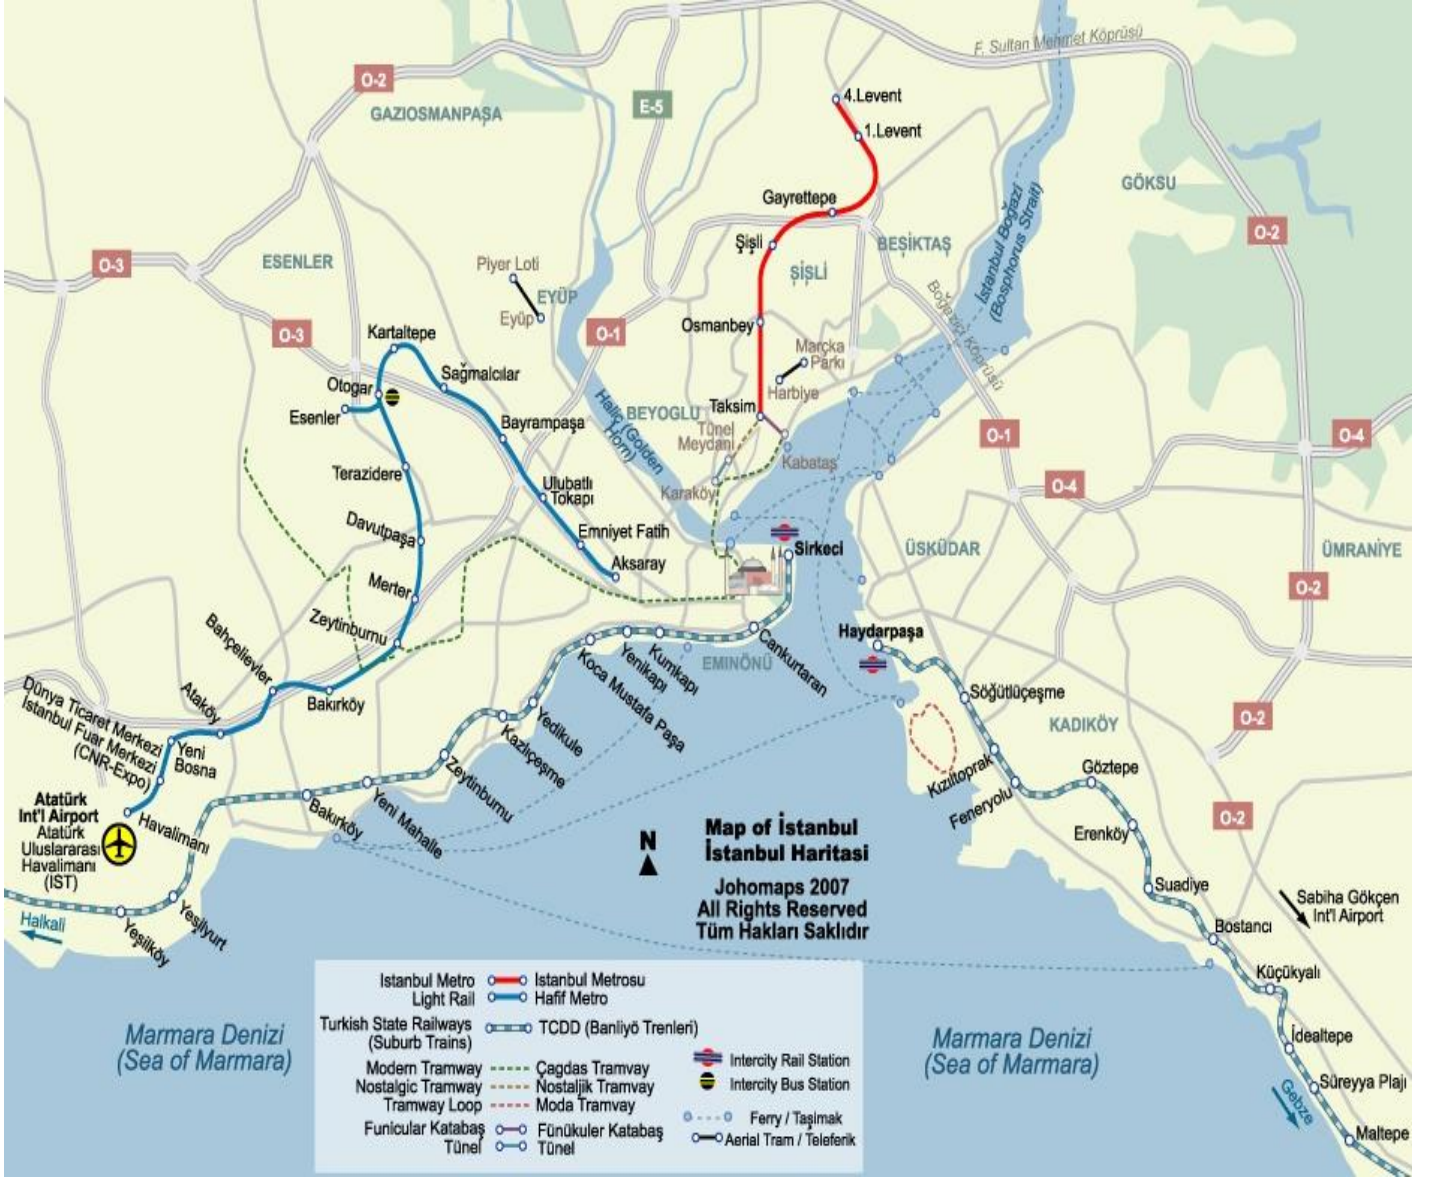 F. Sultan Mehmet Köprüsü
O-2
GAZIOSMANPAŞA
E-5
4.Levent
1.Levent
GÖKSU
Gayrettepe
İstanbul Boğazi
(Bosphorus Strait)
O-2
Şişli
BEŞİKTAŞ
O-3
ESENLER
Piyer Loti
EYÜP
Eyüp
ŞİŞLİ
Boğaziçi Köprüsü
O-3
Kartaltepe
O-1
Osmanbey
Marçka
Parkı
Harbiye
Otogar
Sağmalcılar
Esenler
Haliç (Golden
Horn)
BEYOGLU
Taksim
Tünel
Meydanı
Kabataş
Karaköy
Bayrampaşa
O-1
O-4
O-4
Terazidere
Ulubatlı
Tokapı
Davutpaşa
Emniyet Fatih
Aksaray
Sirkeci
ÜSKÜDAR
ÜMRANİYE
Merter
O-2
Zeytinburnu
Bahçelievler
Haydarpaşa
EMINÖNÜ
Cankurtaran
Kumkapı
Yenikapı
Koca Mustafa Paşa
Ataköy
Bakırköy
Dünya Ticaret Merkezi
İstanbul Fuar Merkezi
(CNR-Expo)
Yeni
Bosna
Yedikule
Kazlıçeşme
Söğütlüçeşme
KADIKÖY
O-2
Zeytinburnu
Kızıltoprak
Göztepe
Feneryolu
Atatürk
Int'l Airport
Atatürk
Uluslararası
Havalimanı
(IST)
Havalimanı
Bakırköy
Yeni Mahalle
N
Map of İstanbul
İstanbul Haritasi
Erenköy
O-2
Johomaps 2007
All Rights Reserved
Tüm Hakları Saklıdır
Suadiye
Sabiha Gökçen
Int'l Airport
Halkali
Yeşilköy
Yeşilyurt
Bostancı
Küçükyalı
Istanbul Metro
Istanbul Metrosu
Light Rail
Hafif Metro
Turkish State Railways
(Suburb Trains)
TCDD (Banliyö Trenleri)
Modern Tramway
Çagdas Tramvay
Nostalgic Tramway
Nostaljik Tramvay
Tramway Loop
Moda Tramvay
Funicular Katabaş
Fünüküler Katabaş
Tünel
Tünel
Intercity Rail Station
Intercity Bus Station
Ferry / Taşimak
Aerial Tram / Teleferik
Marmara Denizi
(Sea of Marmara)
Marmara Denizi
(Sea of Marmara)
İdealtepe
Süreyya Plajı
Gebze
Maltepe